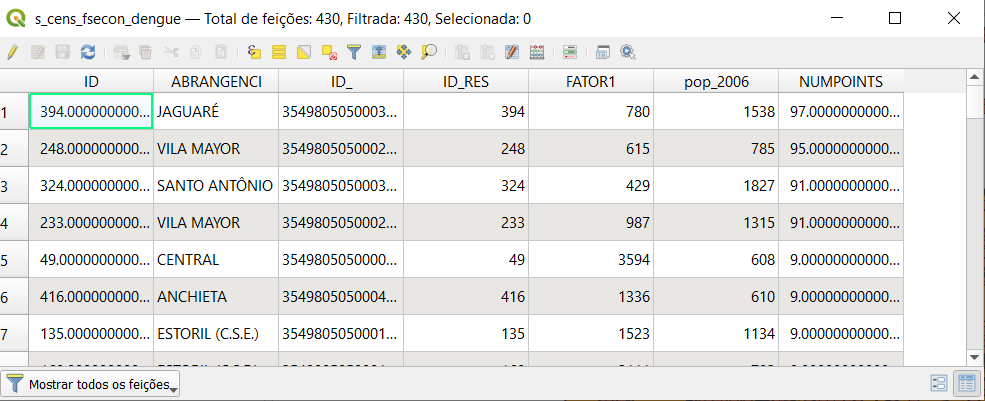 s_cens_fsecon_dengue — Total de feições: 430, Filtrada: 430, Selecionada: 0
ID ABRANGENCI ID_ ID_RES FATOR1 pop_2006 NUMPOINTS
1 394.000000000... JAGUARÉ 3549805050003... 394 780 1538 97.0000000000...
2 248.000000000... VILA MAYOR 3549805050002... 248 615 785 95.0000000000...
3 324.000000000... SANTO ANTÔNIO 3549805050003... 324 429 1827 91.0000000000...
4 233.000000000... VILA MAYOR 3549805050002... 233 987 1315 91.0000000000...
5 49.0000000000... CENTRAL 3549805050000... 49 3594 608 9.00000000000...
6 416.000000000... ANCHIETA 3549805050004... 416 1336 610 9.00000000000...
7 135.000000000... ESTORIL (C.S.E.) 3549805050001... 135 1523 1134 9.00000000000...
Mostrar todos os feições